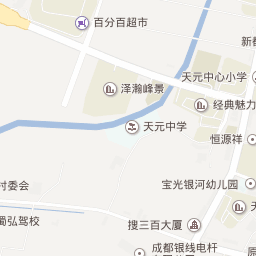 百分百超市
新都
天元中心小学
泽瀚峰景
经典魅力
天元中学
恒源祥
村委会
宝光银河幼儿园
蜀弘驾校
搜三百大厦
成都银线电杆
原